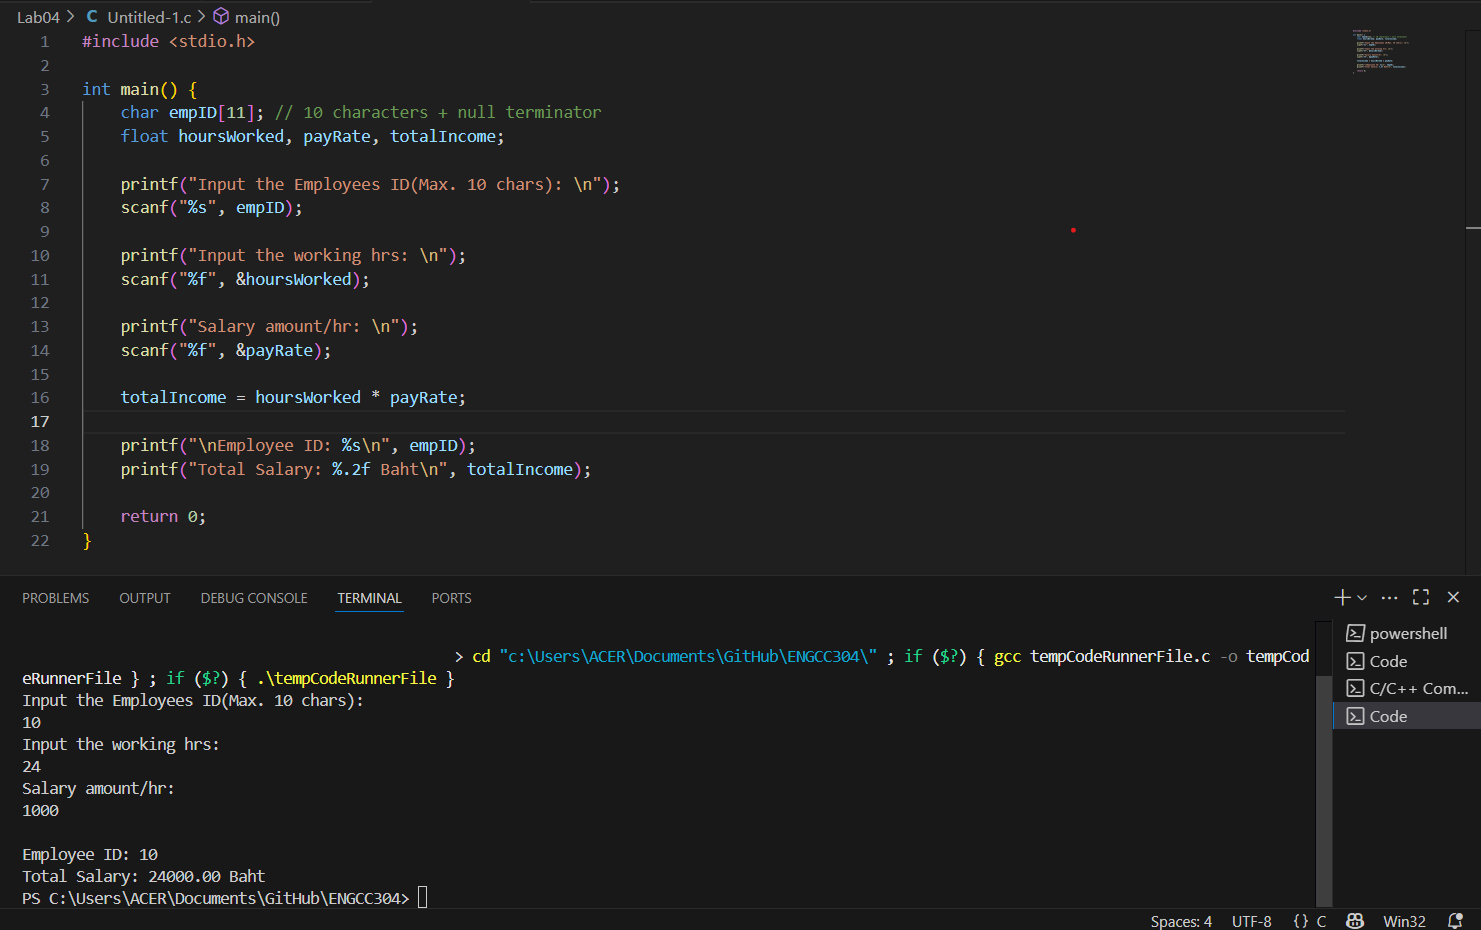 Lab04 > C Untitled-1.c > main()
1 #include <stdio.h>
2
3 int main() {
4 char empID[11]; // 10 characters + null terminator
5 float hoursWorked, payRate, totalIncome;
6
7 printf("Input the Employees ID(Max. 10 chars): \n");
8 scanf("%s", empID);
9
10 printf("Input the working hrs: \n");
11 scanf("%f", &hoursWorked);
12
13 printf("Salary amount/hr: \n");
14 scanf("%f", &payRate);
15
16 totalIncome = hoursWorked * payRate;
17
18 printf("\nEmployee ID: %s\n", empID);
19 printf("Total Salary: %.2f Baht\n", totalIncome);
20
21 return 0;
22 }
PROBLEMS OUTPUT DEBUG CONSOLE TERMINAL PORTS
> cd "c:\Users\ACER\Documents\GitHub\ENGCC304\" ; if ($?) { gcc tempCodeRunnerFile.c -o tempCod
eRunnerFile } ; if ($?) { .\tempCodeRunnerFile }
Input the Employees ID(Max. 10 chars):
10
Input the working hrs:
24
Salary amount/hr:
1000
Employee ID: 10
Total Salary: 24000.00 Baht
PS C:\Users\ACER\Documents\GitHub\ENGCC304>
powershell
Code
C/C++ Com...
Code
Spaces: 4 UTF-8 {} C Win32